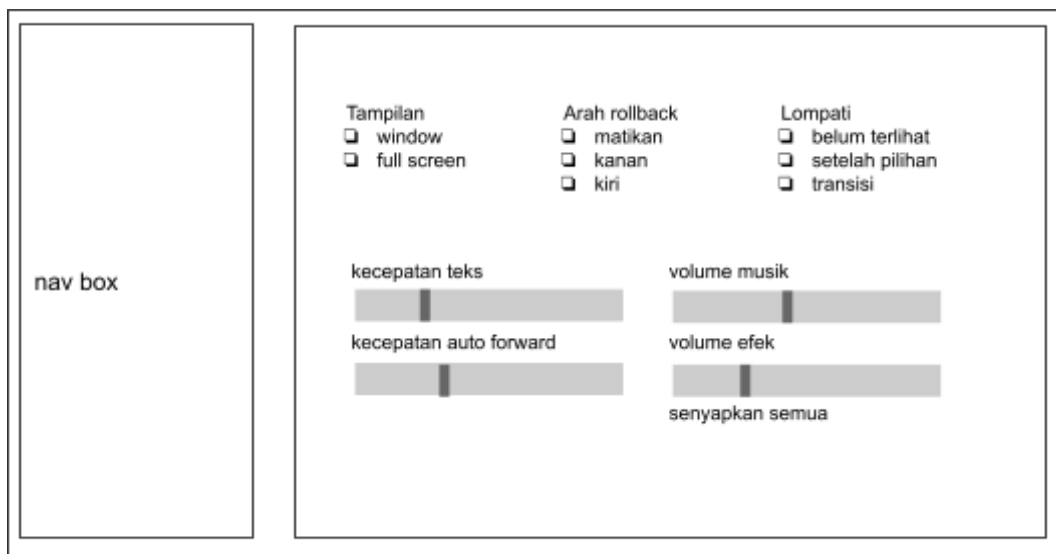 nav box
Tampilan
window
full screen
Arah rollback
matikan
kanan
kiri
Lompati
belum terlihat
setelah pilihan
transisi
kecepatan teks
kecepatan auto forward
volume musik
volume efek
senyapkan semua